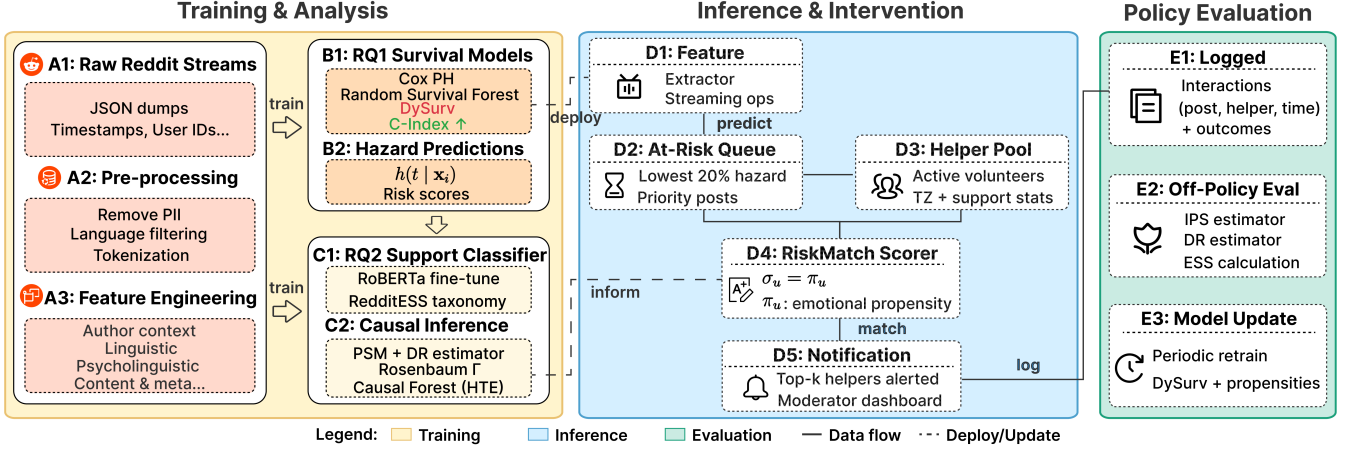 Training & Analysis
A1: Raw Reddit Streams
JSON dumps
Timestamps, User IDs...
A2: Pre-processing
Remove PII
Language filtering
Tokenization
A3: Feature Engineering
Author context
Linguistic
Psycholinguistic
Content & meta...
train
train
B1: RQ1 Survival Models
Cox PH
Random Survival Forest
DySurv
C-Index ↑
B2: Hazard Predictions
h(t | xᵢ)
Risk scores
C1: RQ2 Support Classifier
RoBERTa fine-tune
RedditESS taxonomy
C2: Causal Inference
PSM + DR estimator
Rosenbaum Γ
Causal Forest (HTE)
deploy
inform
Inference & Intervention
D1: Feature
Extractor
Streaming ops
predict
D2: At-Risk Queue
Lowest 20% hazard
Priority posts
D3: Helper Pool
Active volunteers
TZ + support stats
D4: RiskMatch Scorer
A+
σᵤ = πᵤ
πᵤ: emotional propensity
match
D5: Notification
Top-k helpers alerted
Moderator dashboard
log
Policy Evaluation
E1: Logged
Interactions
(post, helper, time)
+ outcomes
E2: Off-Policy Eval
IPS estimator
DR estimator
ESS calculation
E3: Model Update
Periodic retrain
DySurv + propensities
Legend: Training Inference Evaluation Data flow Deploy/Update